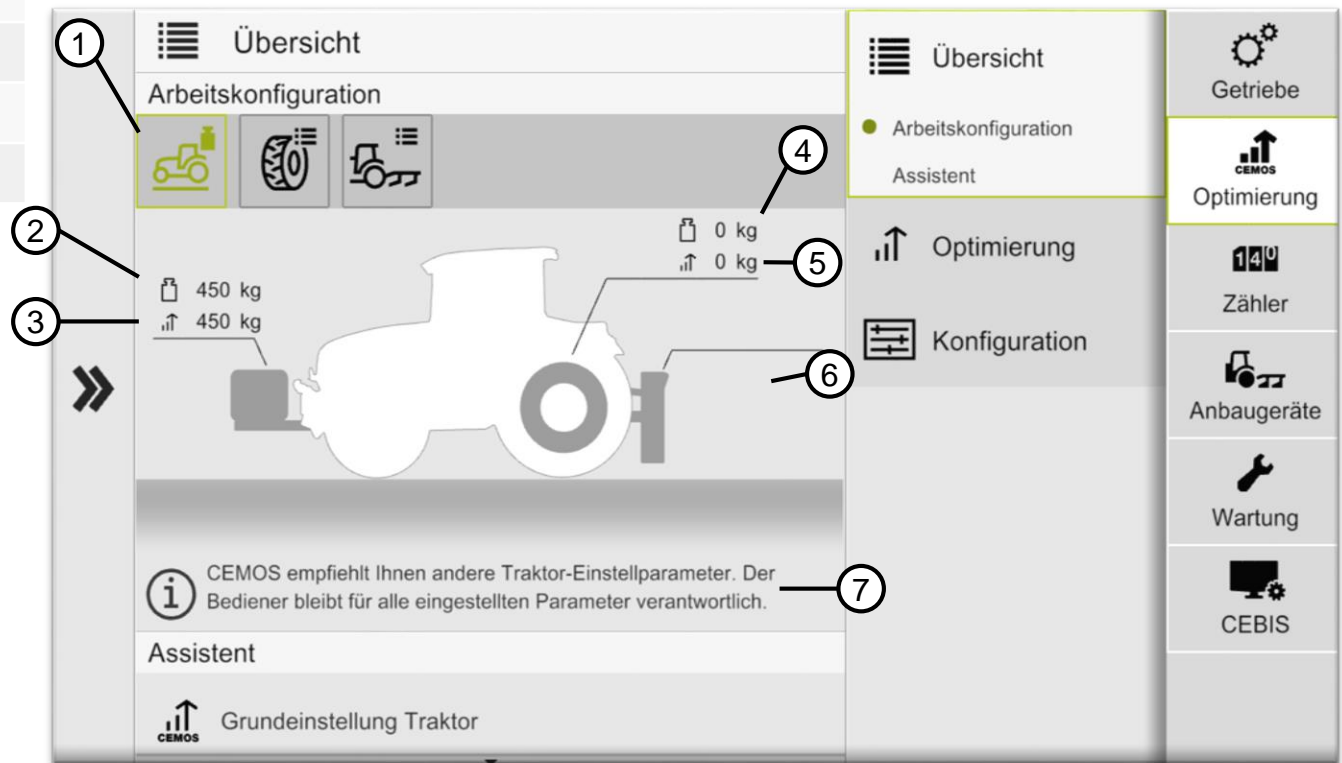 1
2
3
4
5
6
7
Übersicht
Arbeitskonfiguration
450 kg
450 kg
0 kg
0 kg
CEMOS empfiehlt Ihnen andere Traktor-Einstellparameter. Der
Bediener bleibt für alle eingestellten Parameter verantwortlich.
Assistent
CEMOS
Grundeinstellung Traktor
Übersicht
Arbeitskonfiguration
Assistent
Optimierung
Konfiguration
Getriebe
CEMOS
Optimierung
140
Zähler
Anbaugeräte
Wartung
CEBIS